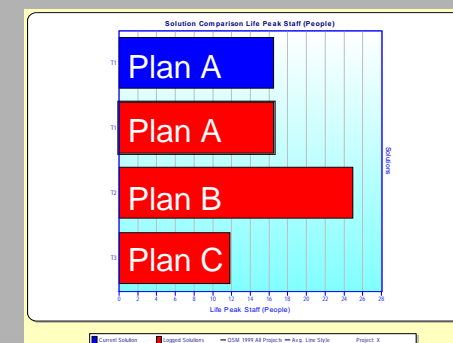 Solution Comparison Life Peak Staff (People)
T1 Plan A
T1 Plan A
T2 Plan B
T3 Plan C
Solutions
0 2 4 6 8 10 12 14 16 18 20 22 24 26 28
Life Peak Staff (People)
Current Solution Logged Solutions QSM 1999 All Projects Avg. Line Style Project: X